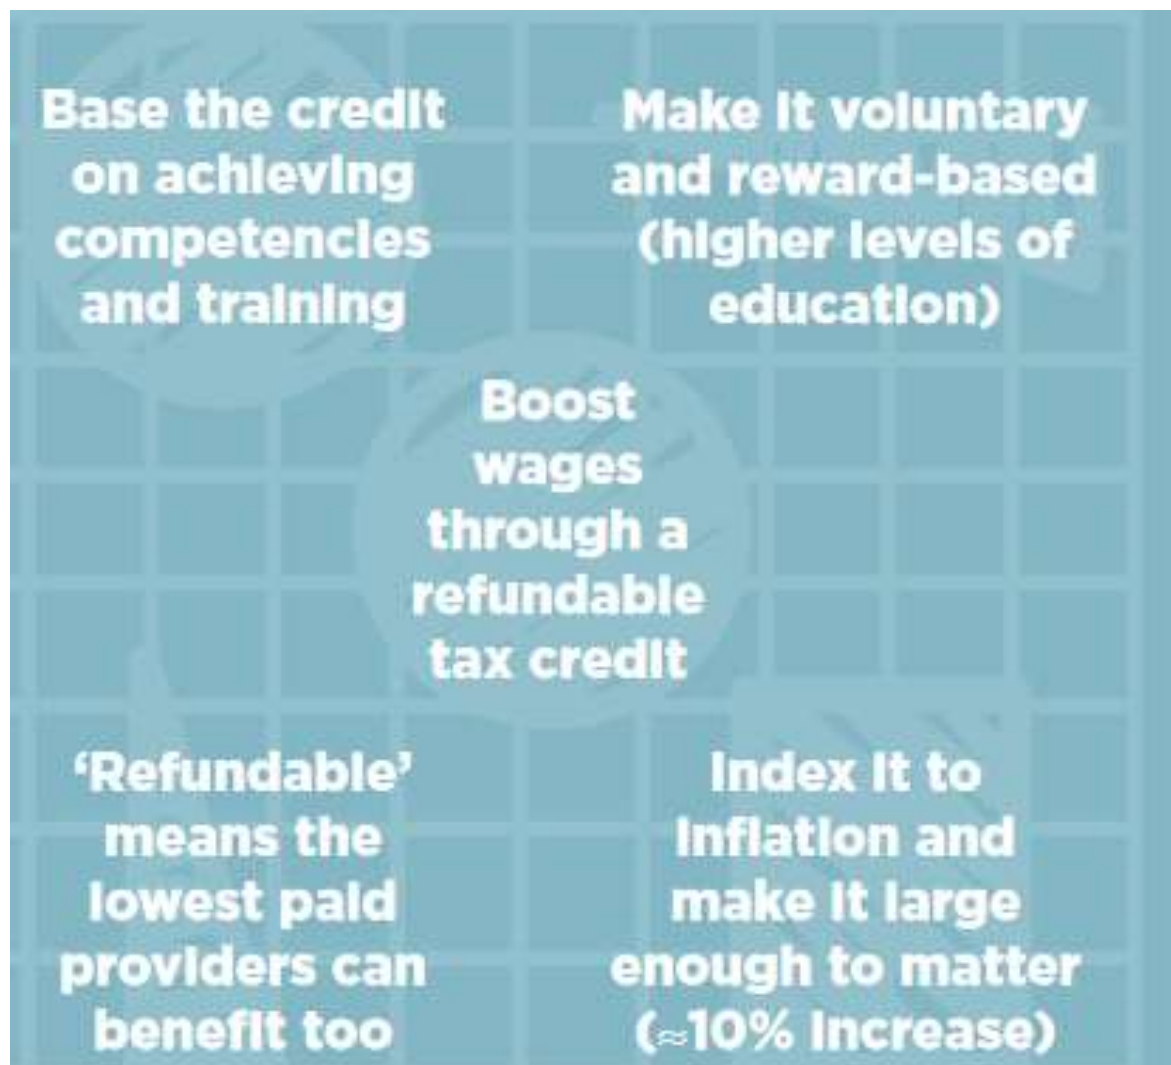 Base the credit
on achieving
competencies
and training
Make it voluntary
and reward-based
(higher levels of
education)
Boost
wages
through a
refundable
tax credit
‘Refundable’
means the
lowest paid
providers can
benefit too
Index it to
inflation and
make it large
enough to matter
(≈10% increase)